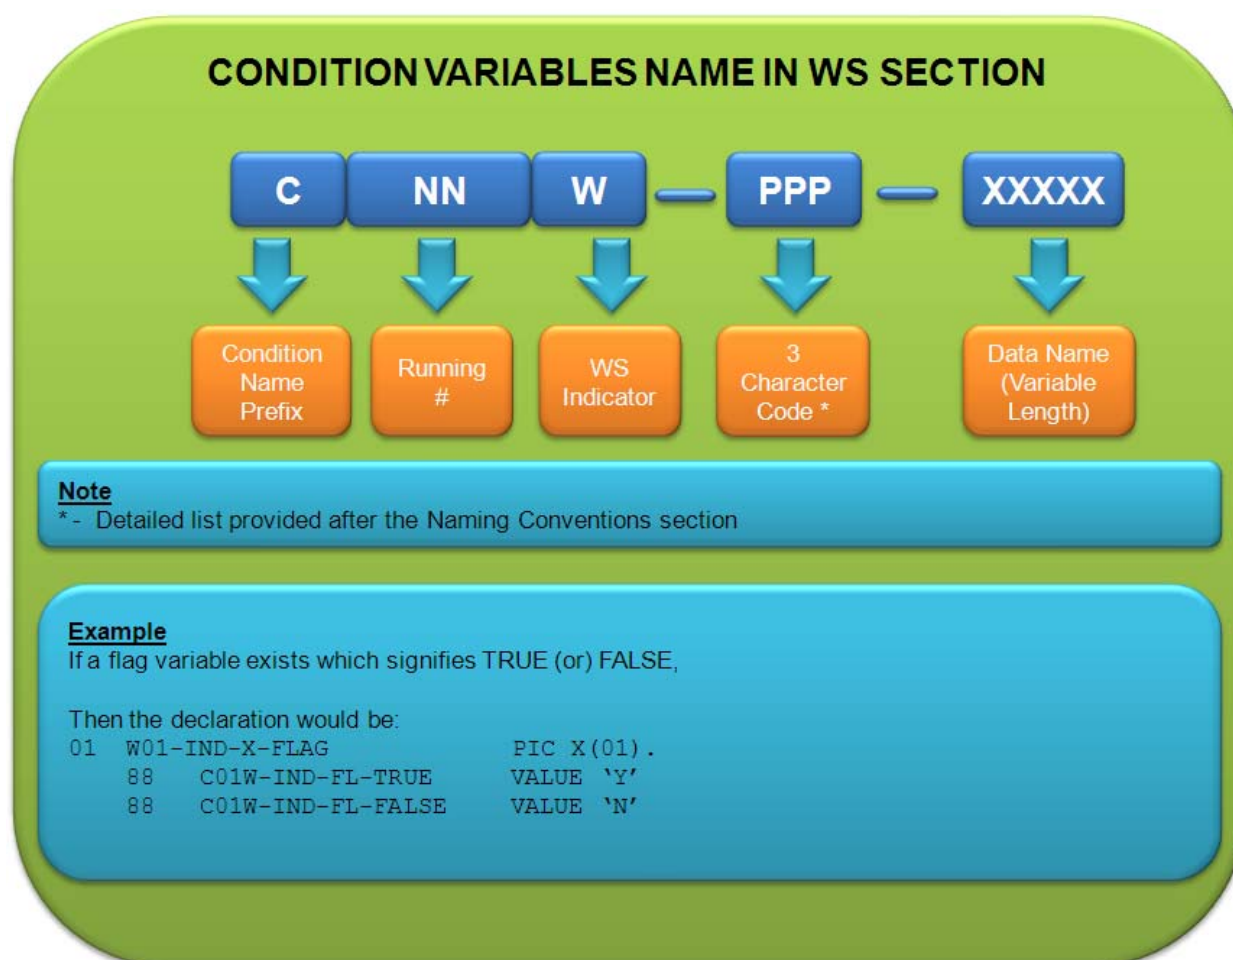 CONDITION VARIABLES NAME IN WS SECTION
C NN W – PPP – XXXXX
Condition Name Prefix
Running #
WS Indicator
3 Character Code *
Data Name (Variable Length)
Note
* - Detailed list provided after the Naming Conventions section
Example
If a flag variable exists which signifies TRUE (or) FALSE,
Then the declaration would be:
01 W01-IND-X-FLAG PIC X(01).
88 C01W-IND-FL-TRUE VALUE ‘Y’
88 C01W-IND-FL-FALSE VALUE ‘N’